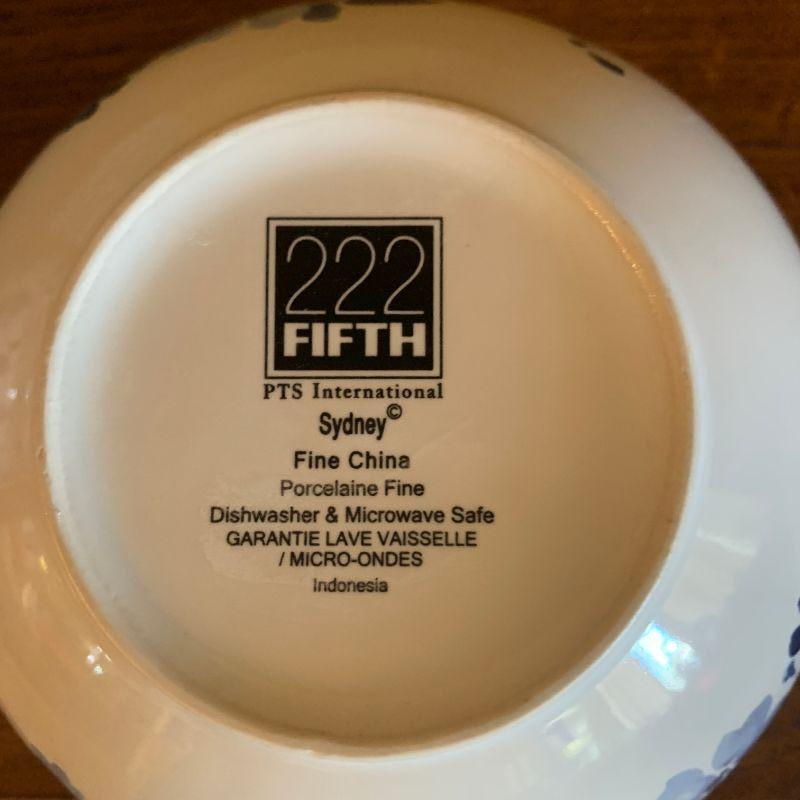 222
FIFTH
PTS International
Sydney©
Fine China
Porcelaine Fine
Dishwasher & Microwave Safe
GARANTIE LAVE VAISSELLE
/ MICRO-ONDES
Indonesia